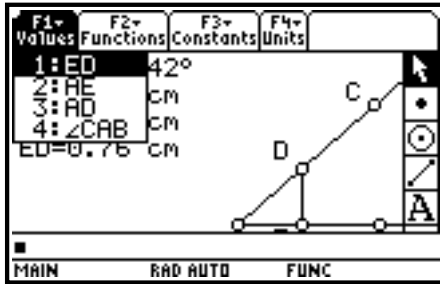 F1 F2 F3 F4
Values Functions Constants Units
1:ED 42°
2:AE cm
3:AD cm
4:∠CAB
ED=0.76 cm
C
D
A
MAIN RAD AUTO FUNC